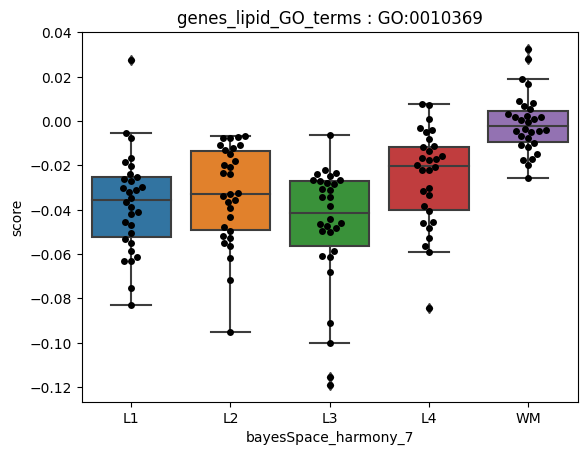 genes_lipid_GO_terms : GO:0010369
0.04
0.02
0.00
−0.02
−0.04
−0.06
−0.08
−0.10
−0.12
score
L1 L2 L3 L4 WM
bayesSpace_harmony_7